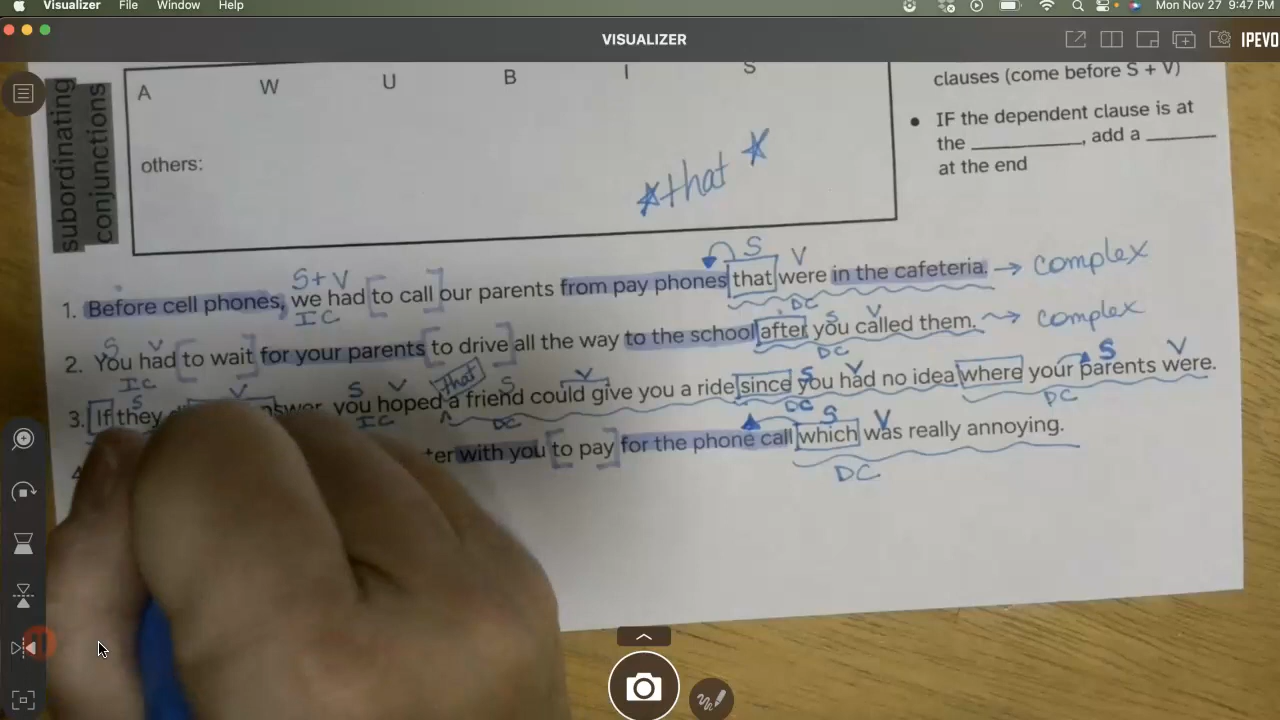 Visualizer File Window Help Mon Nov 27 9:47 PM
VISUALIZER
IPEVO
subordinating
conjunctions
A W U B I S
others:
*that*
clauses (come before S + V)
• IF the dependent clause is at
the __________, add a ________
at the end
S+V S V
1. Before cell phones, we had [to call] our parents from pay phones that were in the cafeteria. → complex
IC DC
S V S V
2. You had [to wait] for your parents [to drive] all the way to the school after you called them. → complex
IC DC
S V S V that S V S V S V
3. If they answer, you hoped a friend could give you a ride since you had no idea where your parents were.
IC DC DC DC
S V
with you [to pay] for the phone call which was really annoying.
DC